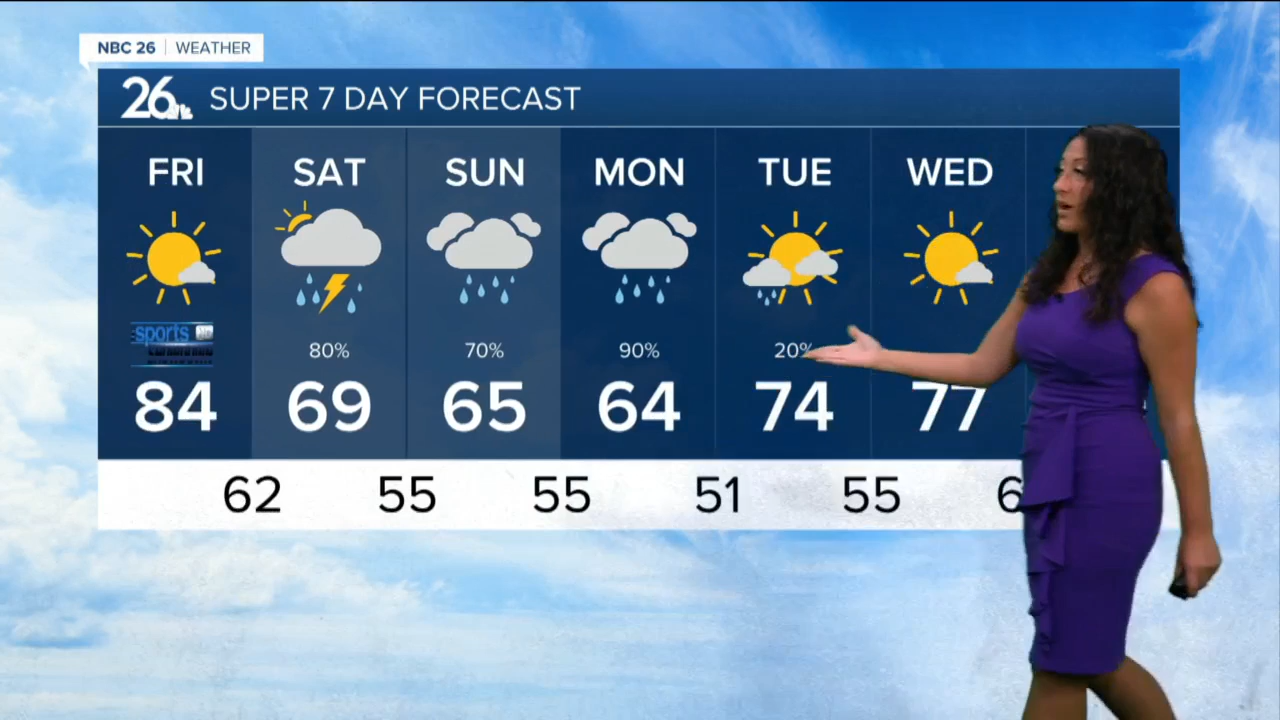 NBC 26 | WEATHER
26 SUPER 7 DAY FORECAST
FRI SAT SUN MON TUE WED
sports
80% 70% 90% 20%
84 69 65 64 74 77
62 55 55 51 55 6